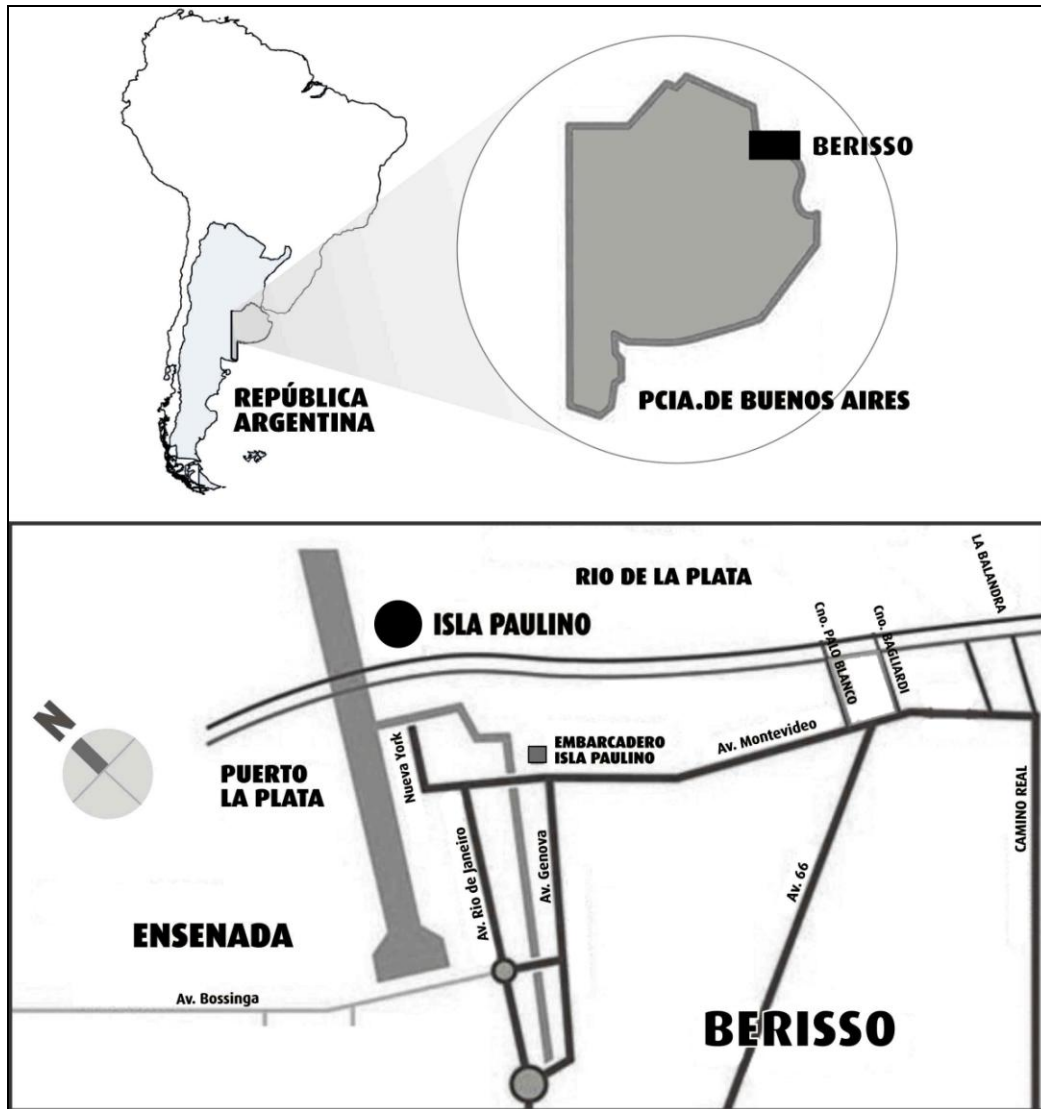 BERISSO
REPÚBLICA
ARGENTINA
PCIA.DE BUENOS AIRES
RIO DE LA PLATA
LA BALANDRA
ISLA PAULINO
Cno. PALO BLANCO
Cno. BAGLIARDI
N
PUERTO
LA PLATA
Nueva York
EMBARCADERO
ISLA PAULINO
Av. Montevideo
CAMINO REAL
Av. Rio de Janeiro
Av. Genova
Av. 66
ENSENADA
Av. Bossinga
BERISSO